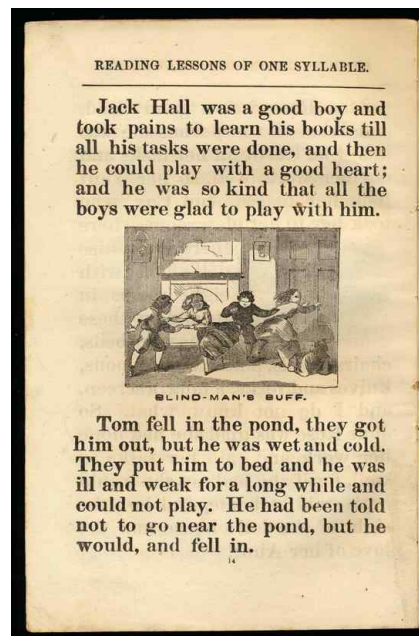 READING LESSONS OF ONE SYLLABLE.
Jack Hall was a good boy and
took pains to learn his books till
all his tasks were done, and then
he could play with a good heart;
and he was so kind that all the
boys were glad to play with him.
BLIND-MAN'S BUFF.
Tom fell in the pond, they got
him out, but he was wet and cold.
They put him to bed and he was
ill and weak for a long while and
could not play. He had been told
not to go near the pond, but he
would, and fell in.
14